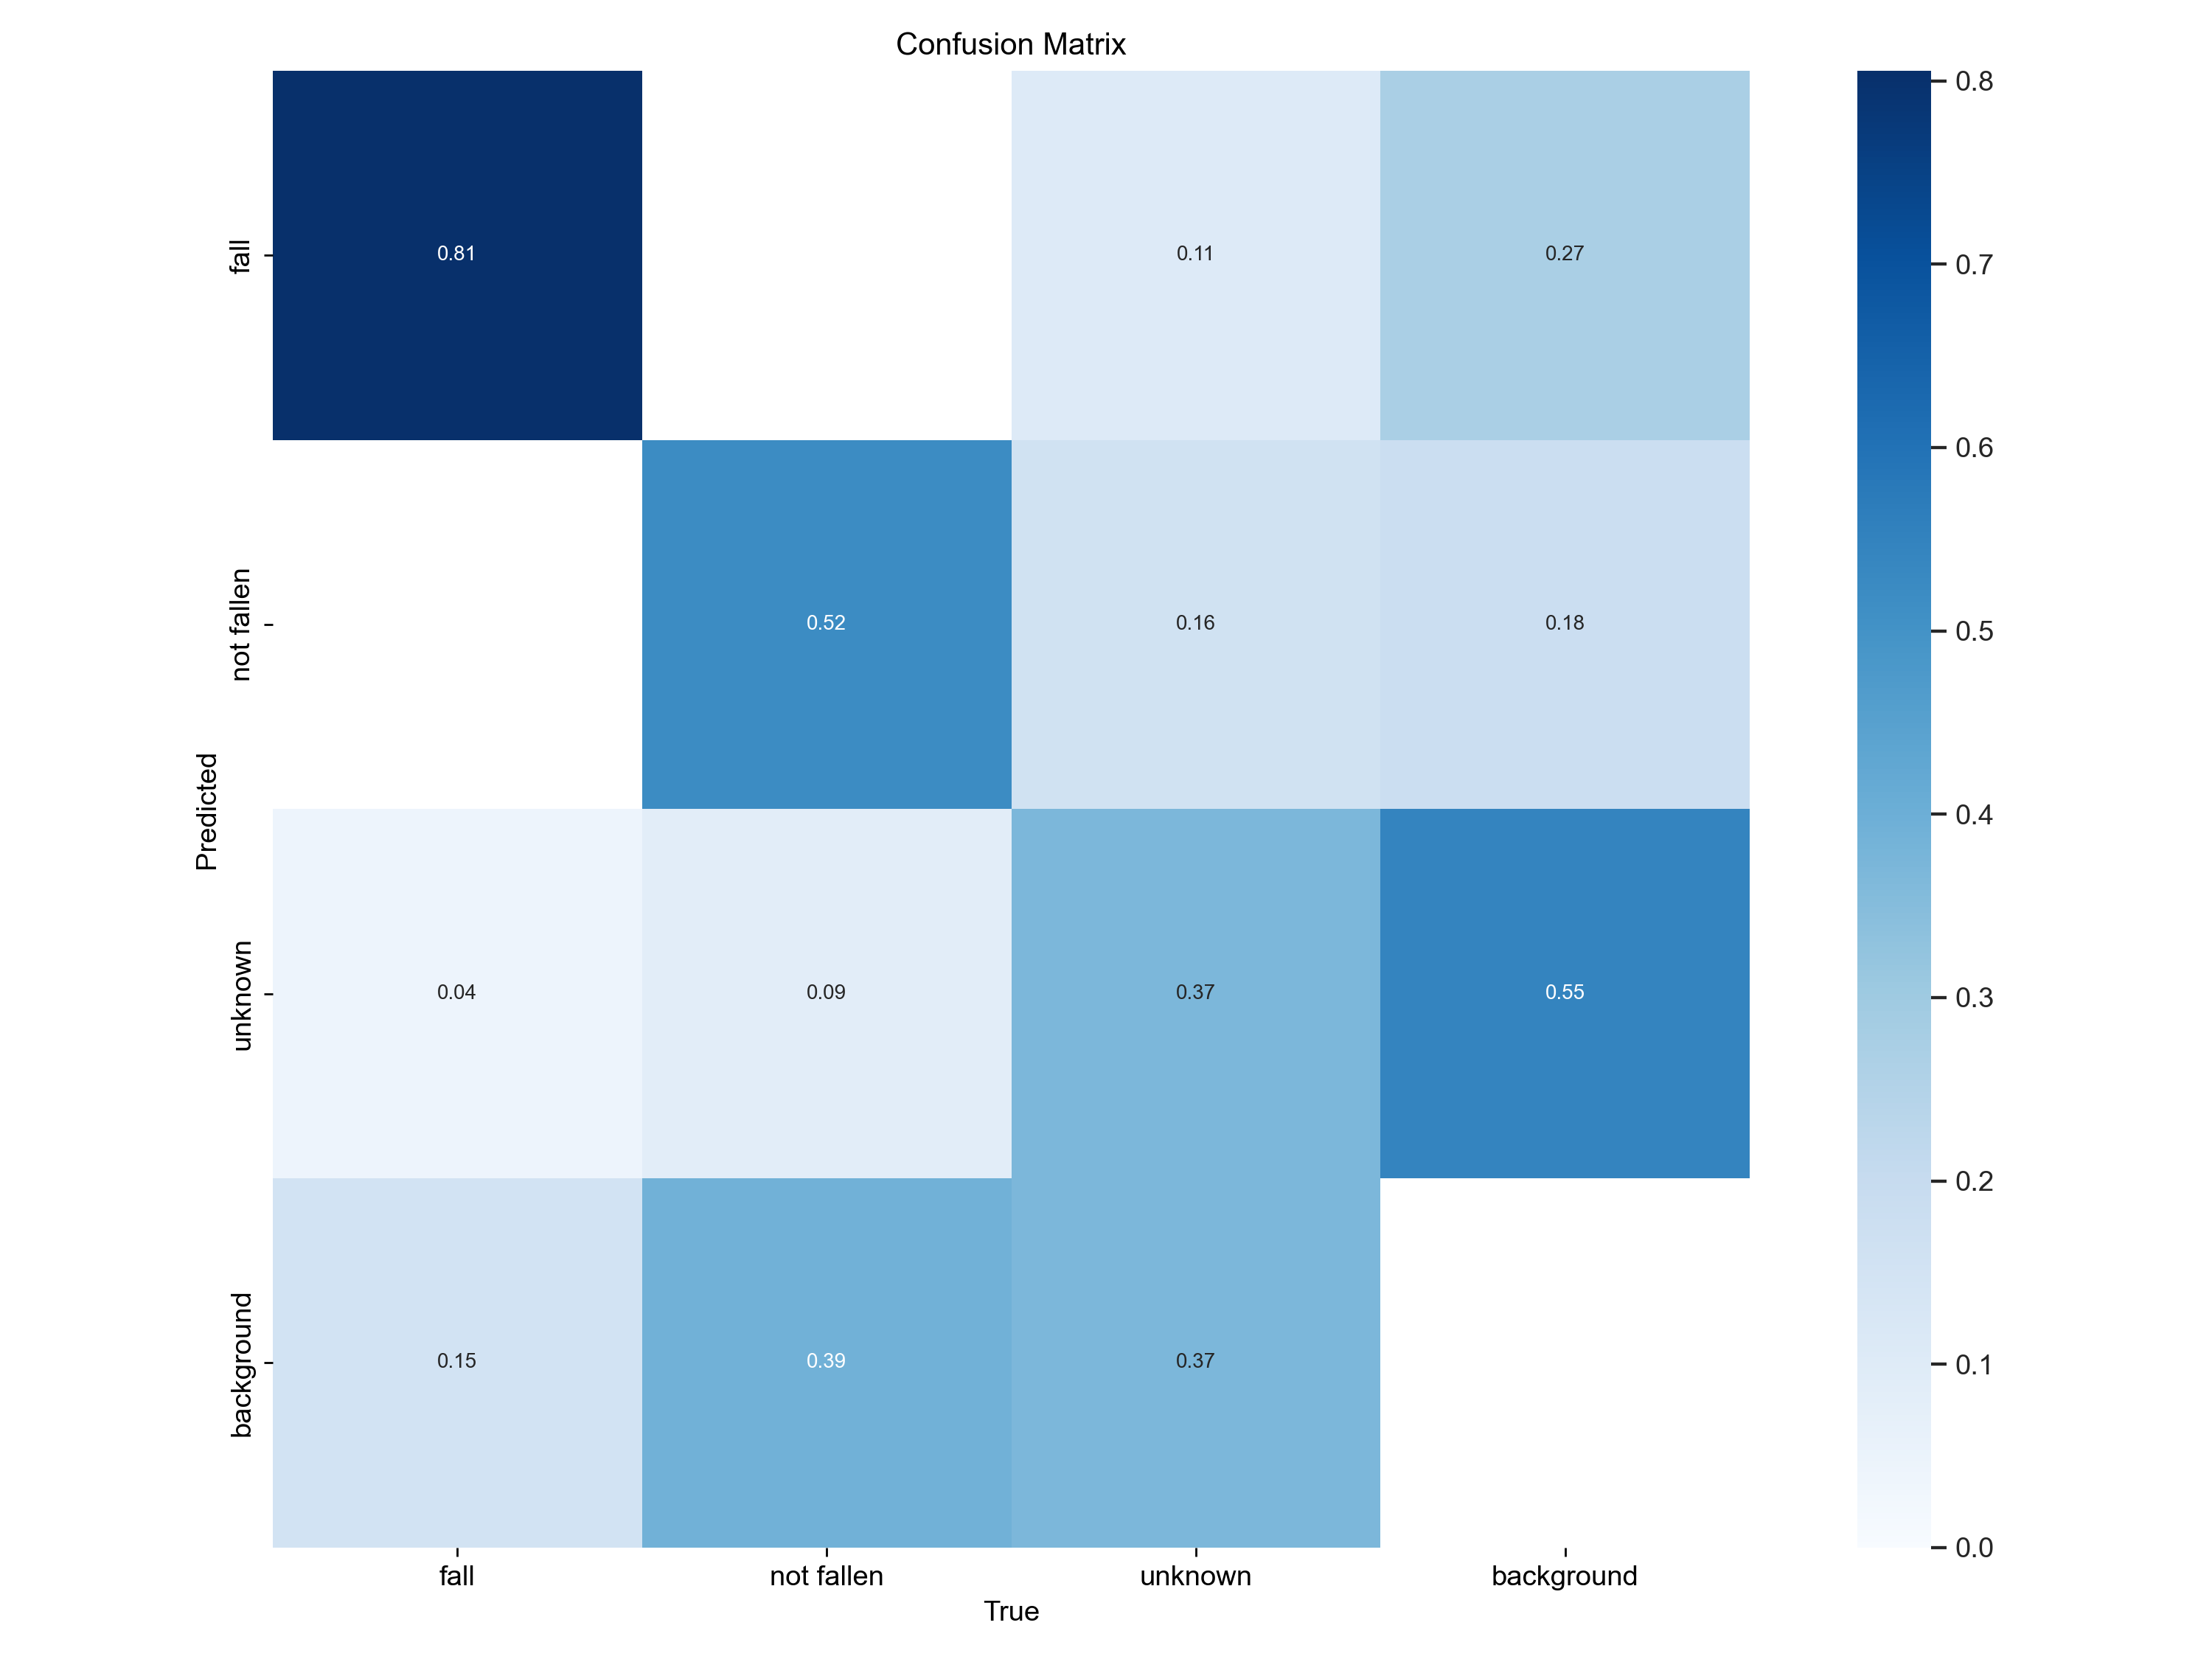 Confusion Matrix
Predicted
fall
0.81
0.11
0.27
not fallen
0.52
0.16
0.18
unknown
0.04
0.09
0.37
0.55
background
0.15
0.39
0.37
fall
not fallen
unknown
background
True
0.8
0.7
0.6
0.5
0.4
0.3
0.2
0.1
0.0